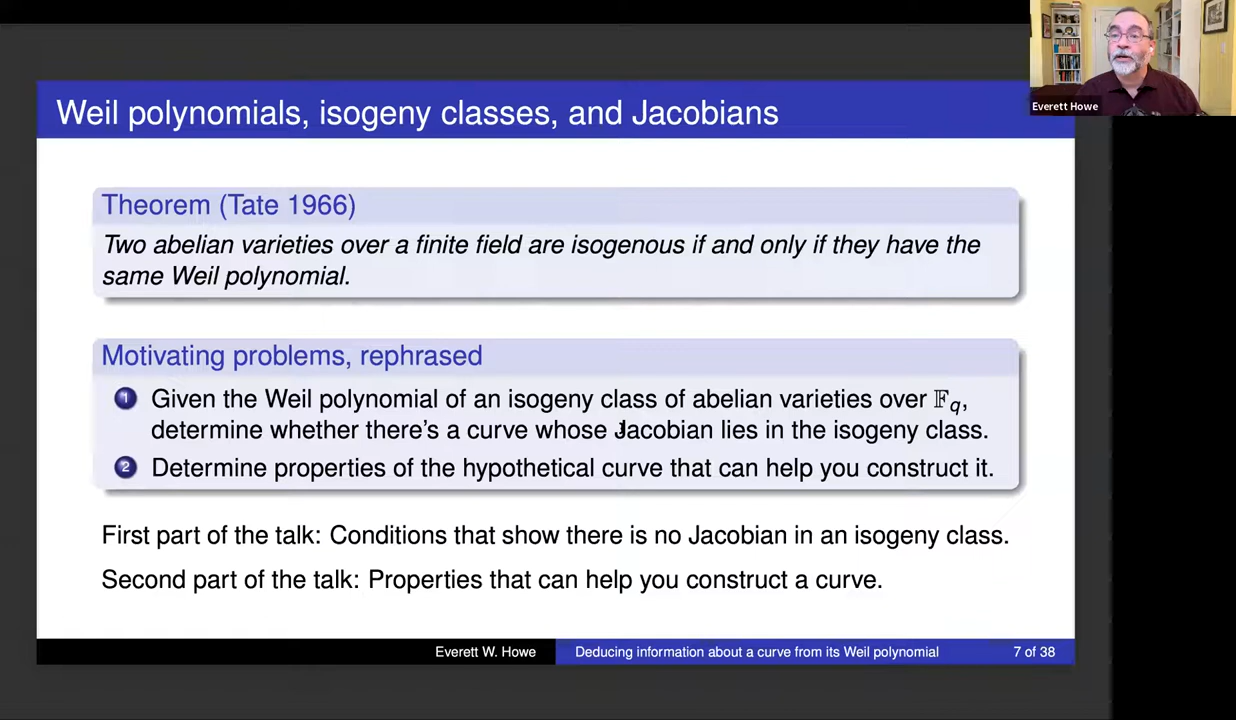 Weil polynomials, isogeny classes, and Jacobians
Everett Howe
Theorem (Tate 1966)
Two abelian varieties over a finite field are isogenous if and only if they have the
same Weil polynomial.
Motivating problems, rephrased
1 Given the Weil polynomial of an isogeny class of abelian varieties over 𝔽q,
determine whether there's a curve whose Jacobian lies in the isogeny class.
2 Determine properties of the hypothetical curve that can help you construct it.
First part of the talk: Conditions that show there is no Jacobian in an isogeny class.
Second part of the talk: Properties that can help you construct a curve.
Everett W. Howe Deducing information about a curve from its Weil polynomial 7 of 38